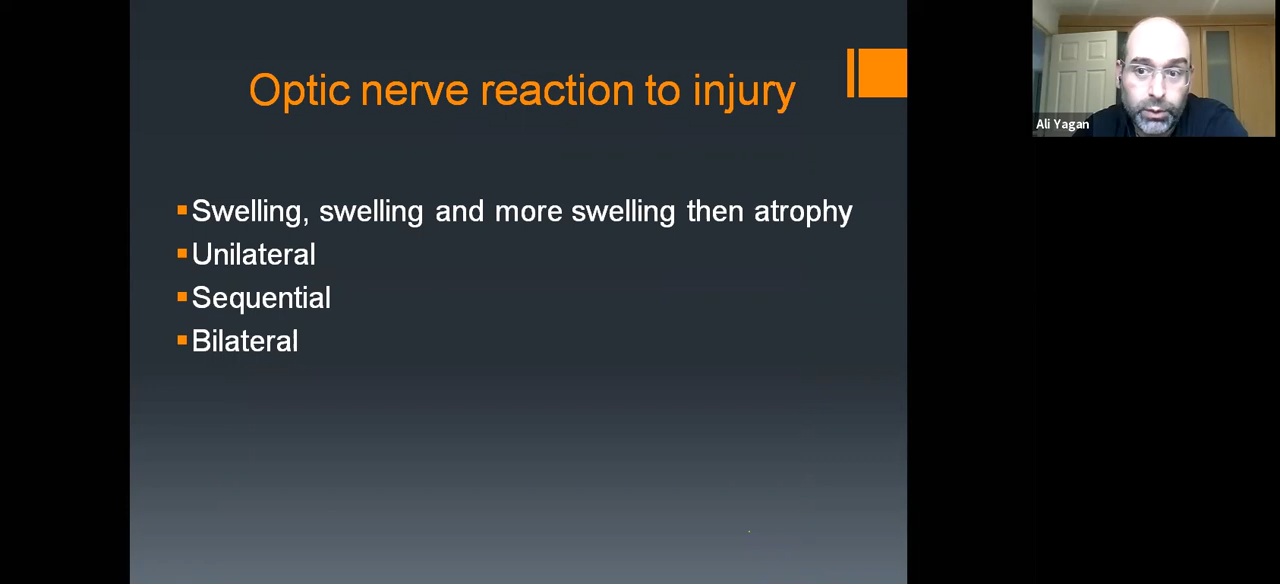 Optic nerve reaction to injury
Swelling, swelling and more swelling then atrophy
Unilateral
Sequential
Bilateral
Ali Yagan